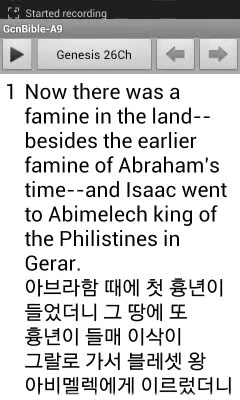 Started recording
GcnBible-A9
Genesis 26Ch
1 Now there was a
famine in the land--
besides the earlier
famine of Abraham's
time--and Isaac went
to Abimelech king of
the Philistines in
Gerar.
아브라함 때에 첫 흉년이
들었더니 그 땅에 또
흉년이 들매 이삭이
그랄로 가서 블레셋 왕
아비멜렉에게 이르렀더니